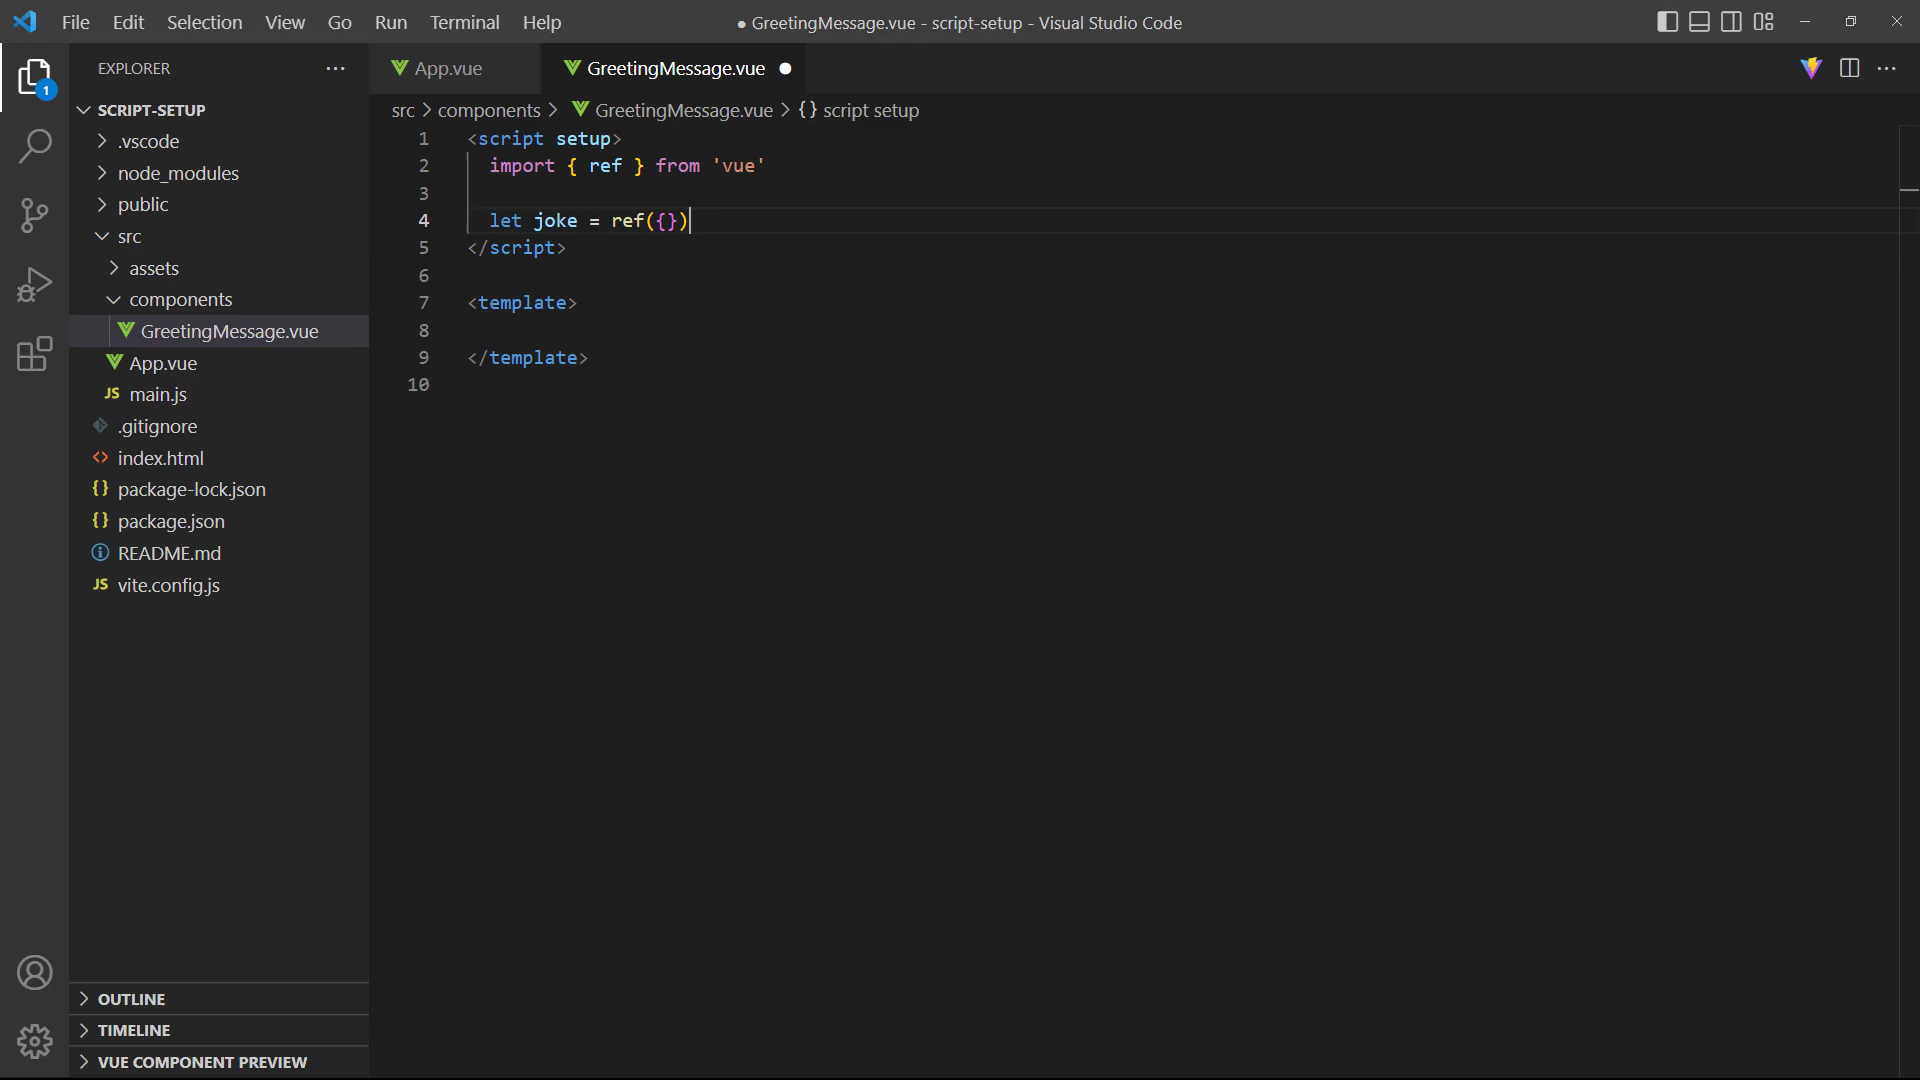 File Edit Selection View Go Run Terminal Help
● GreetingMessage.vue - script-setup - Visual Studio Code
1
EXPLORER
SCRIPT-SETUP
.vscode
node_modules
public
src
assets
components
GreetingMessage.vue
App.vue
JS main.js
.gitignore
<> index.html
{} package-lock.json
{} package.json
README.md
JS vite.config.js
OUTLINE
TIMELINE
VUE COMPONENT PREVIEW
App.vue GreetingMessage.vue ●
src > components > GreetingMessage.vue > {} script setup
1 <script setup>
2 import { ref } from 'vue'
3
4 let joke = ref({})
5 </script>
6
7 <template>
8
9 </template>
10